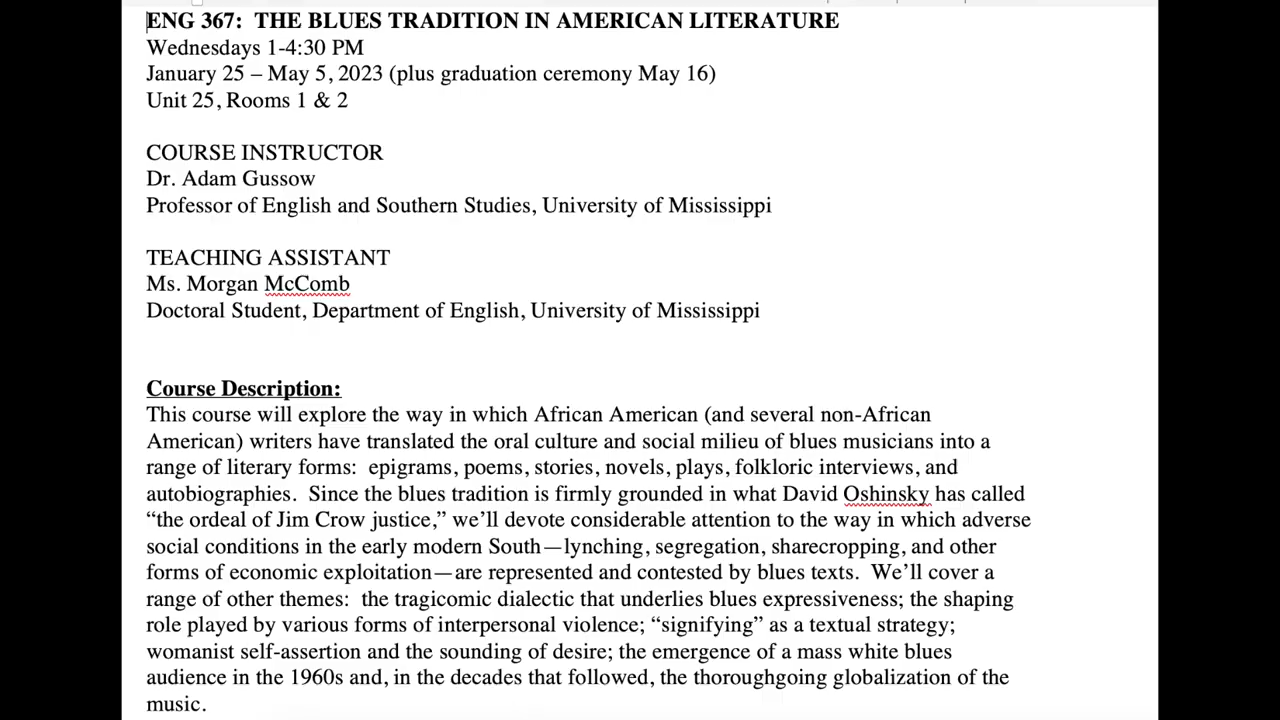 ENG 367:  THE BLUES TRADITION IN AMERICAN LITERATURE
Wednesdays 1-4:30 PM
January 25 – May 5, 2023 (plus graduation ceremony May 16)
Unit 25, Rooms 1 & 2
COURSE INSTRUCTOR
Dr. Adam Gussow
Professor of English and Southern Studies, University of Mississippi
TEACHING ASSISTANT
Ms. Morgan McComb
Doctoral Student, Department of English, University of Mississippi
Course Description:
This course will explore the way in which African American (and several non-African
American) writers have translated the oral culture and social milieu of blues musicians into a
range of literary forms:  epigrams, poems, stories, novels, plays, folkloric interviews, and
autobiographies.  Since the blues tradition is firmly grounded in what David Oshinsky has called
“the ordeal of Jim Crow justice,” we’ll devote considerable attention to the way in which adverse
social conditions in the early modern South—lynching, segregation, sharecropping, and other
forms of economic exploitation—are represented and contested by blues texts.  We’ll cover a
range of other themes:  the tragicomic dialectic that underlies blues expressiveness; the shaping
role played by various forms of interpersonal violence; “signifying” as a textual strategy;
womanist self-assertion and the sounding of desire; the emergence of a mass white blues
audience in the 1960s and, in the decades that followed, the thoroughgoing globalization of the
music.